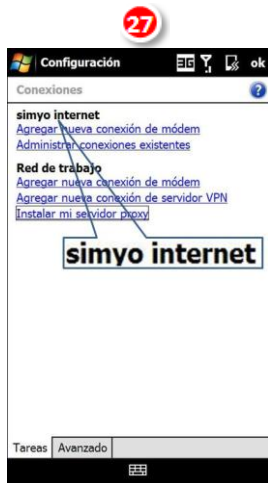 27
Configuración
3G
ok
Conexiones
?
simyo internet
Agregar nueva conexión de módem
Administrar conexiones existentes
Red de trabajo
Agregar nueva conexión de módem
Agregar nueva conexión de servidor VPN
Instalar mi servidor proxy
simyo internet
Tareas
Avanzado